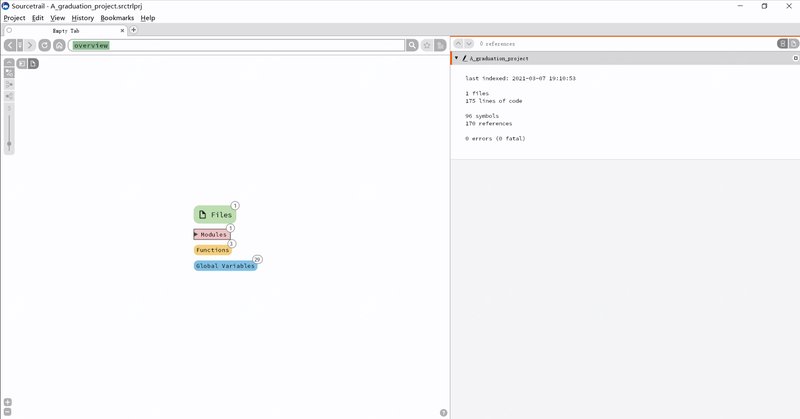 Sourcetrail - A_graduation_project.srctrlprj
Project Edit View History Bookmarks Help
Empty Tab
overview
0 references
A_graduation_project
last indexed: 2021-03-07 19:10:53
1 files
175 lines of code
96 symbols
170 references
0 errors (0 fatal)
Files
1
Modules
1
Functions
3
Global Variables
29